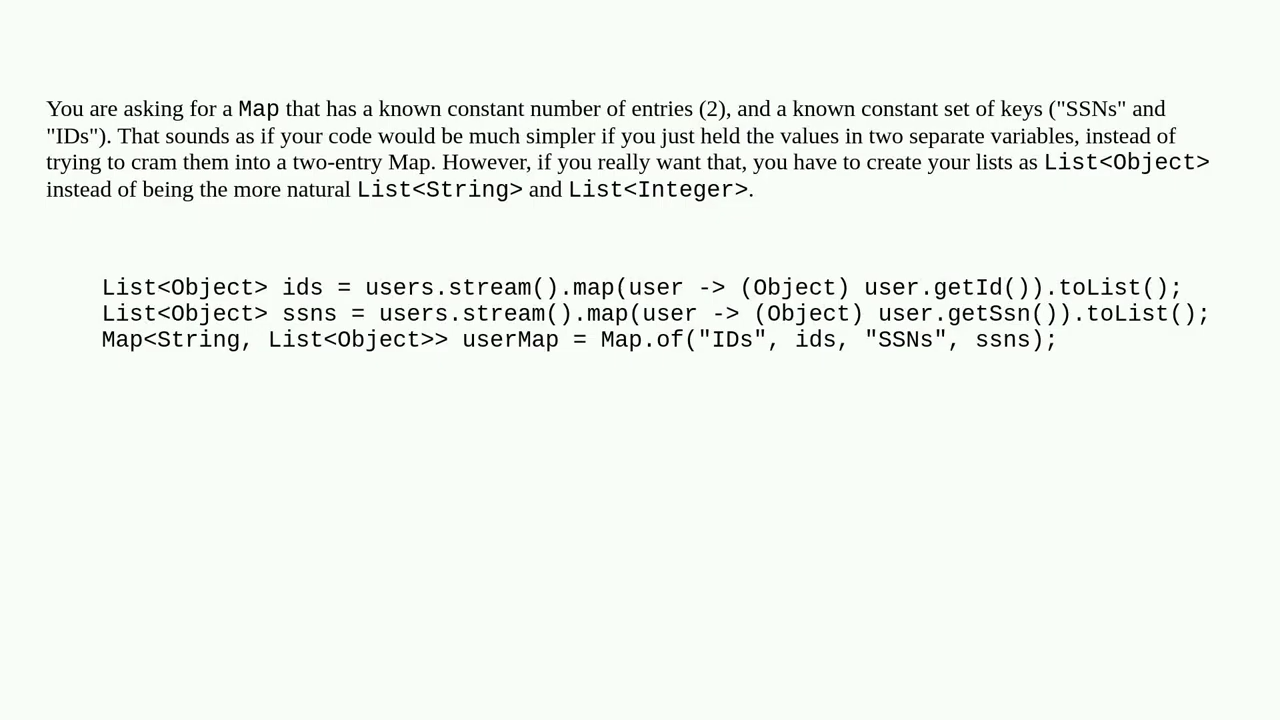 You are asking for a Map that has a known constant number of entries (2), and a known constant set of keys ("SSNs" and
"IDs"). That sounds as if your code would be much simpler if you just held the values in two separate variables, instead of
trying to cram them into a two-entry Map. However, if you really want that, you have to create your lists as List<Object>
instead of being the more natural List<String> and List<Integer>.
List<Object> ids = users.stream().map(user -> (Object) user.getId()).toList();
List<Object> ssns = users.stream().map(user -> (Object) user.getSsn()).toList();
Map<String, List<Object>> userMap = Map.of("IDs", ids, "SSNs", ssns);